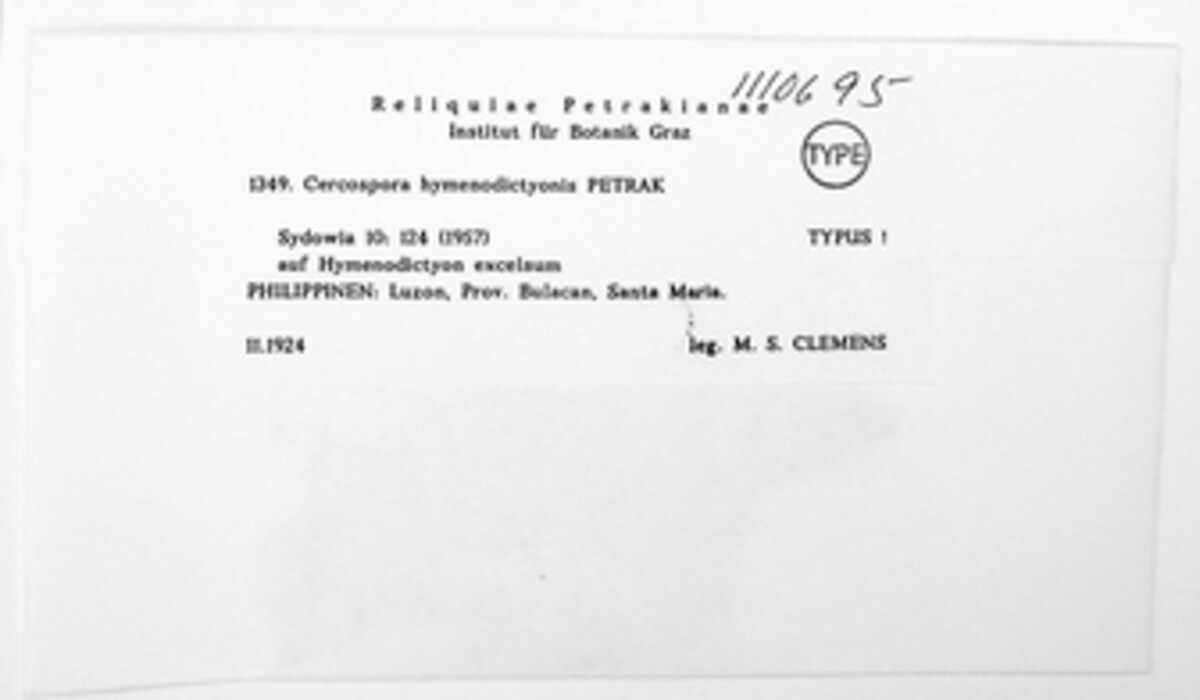 1110695
Reliquiae Petrakianae
Institut für Botanik Graz
TYPE
1349. Cercospora hymenodictyonis PETRAK
Sydowia 10: 124 (1957) TYPUS !
auf Hymenodictyon excelsum
PHILIPPINEN: Luzon, Prov. Bulacan, Santa Maria.
II.1924 leg. M. S. CLEMENS